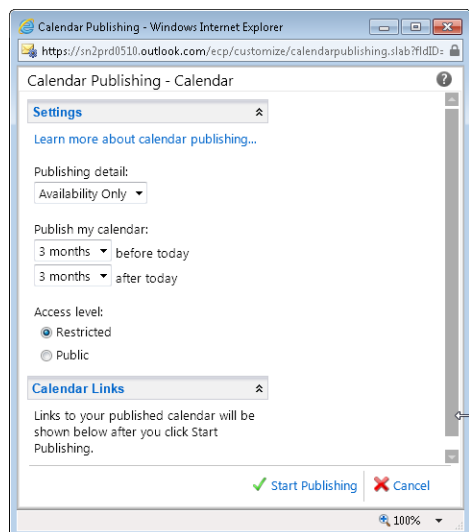 Calendar Publishing - Windows Internet Explorer
https://sn2prd0510.outlook.com/ecp/customize/calendarpublishing.slab?fldID=
Calendar Publishing - Calendar
Settings
Learn more about calendar publishing...
Publishing detail:
Availability Only
Publish my calendar:
3 months before today
3 months after today
Access level:
Restricted
Public
Calendar Links
Links to your published calendar will be
shown below after you click Start
Publishing.
Start Publishing Cancel
100%